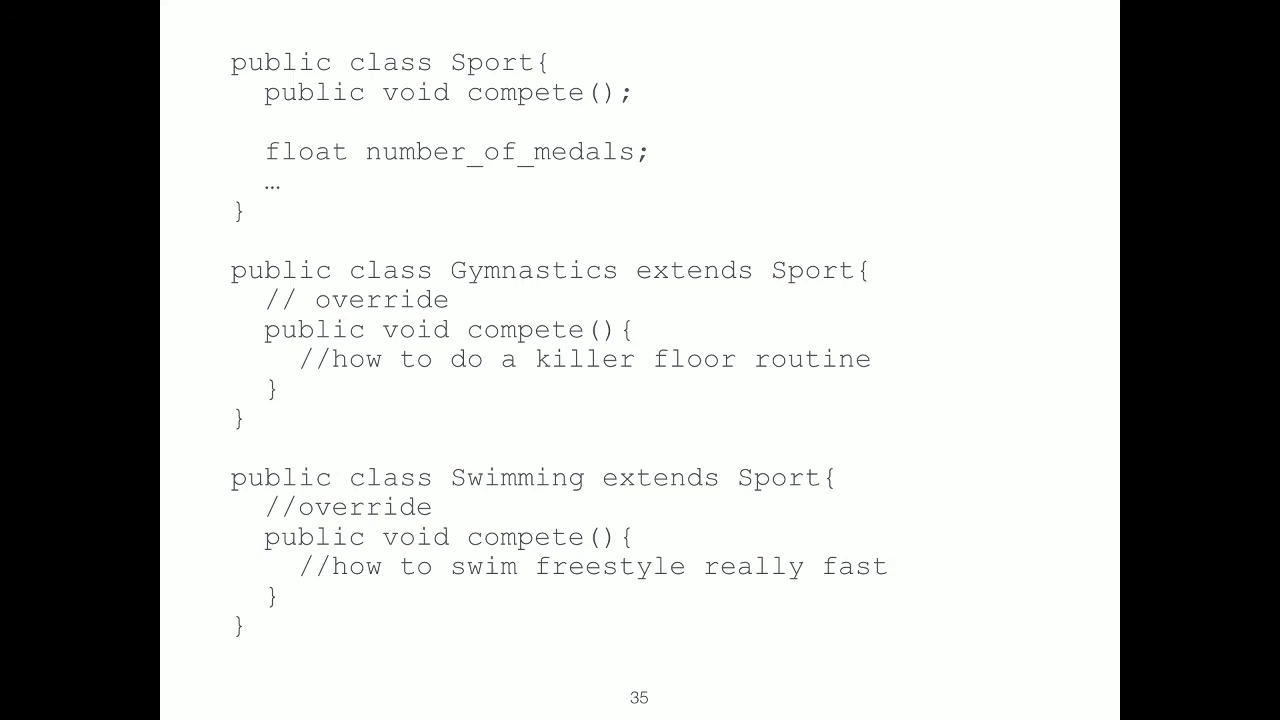 public class Sport{
  public void compete();

  float number_of_medals;
  …
}

public class Gymnastics extends Sport{
  // override
  public void compete(){
    //how to do a killer floor routine
  }
}

public class Swimming extends Sport{
  //override
  public void compete(){
    //how to swim freestyle really fast
  }
}

35